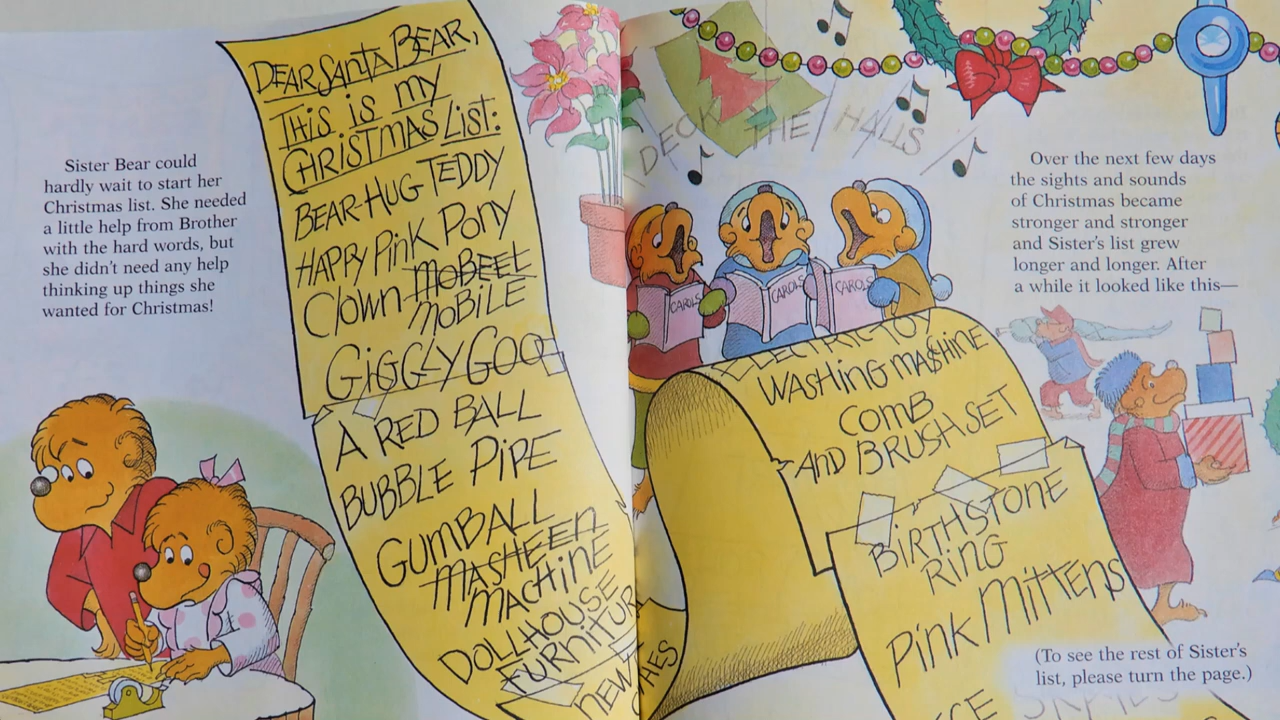 Sister Bear could
hardly wait to start her
Christmas list. She needed
a little help from Brother
with the hard words, but
she didn't need any help
thinking up things she
wanted for Christmas!
DEAR SANTA BEAR,
THIS is my
CHRISTMAS LIST:
BEAR-HUG TEDDY
HAPPY PINK PONY
CLOWN MOBEEL
MOBILE
GIGGLY GOO
A RED BALL
BUBBLE PIPE
GUMBALL
MASHEEN
MACHINE
DOLLHOUSE
FURNITUR
NEW
DECK THE HALLS
CAROLS
CAROLS
CAROLS
Over the next few days
the sights and sounds
of Christmas became
stronger and stronger
and Sister's list grew
longer and longer. After
a while it looked like this—
ELECTRIC TOY
WASHING MASHINE
COMB
AND BRUSH SET
BIRTHSTONE
RING
PINK MITTENS
(To see the rest of Sister's
list, please turn the page.)